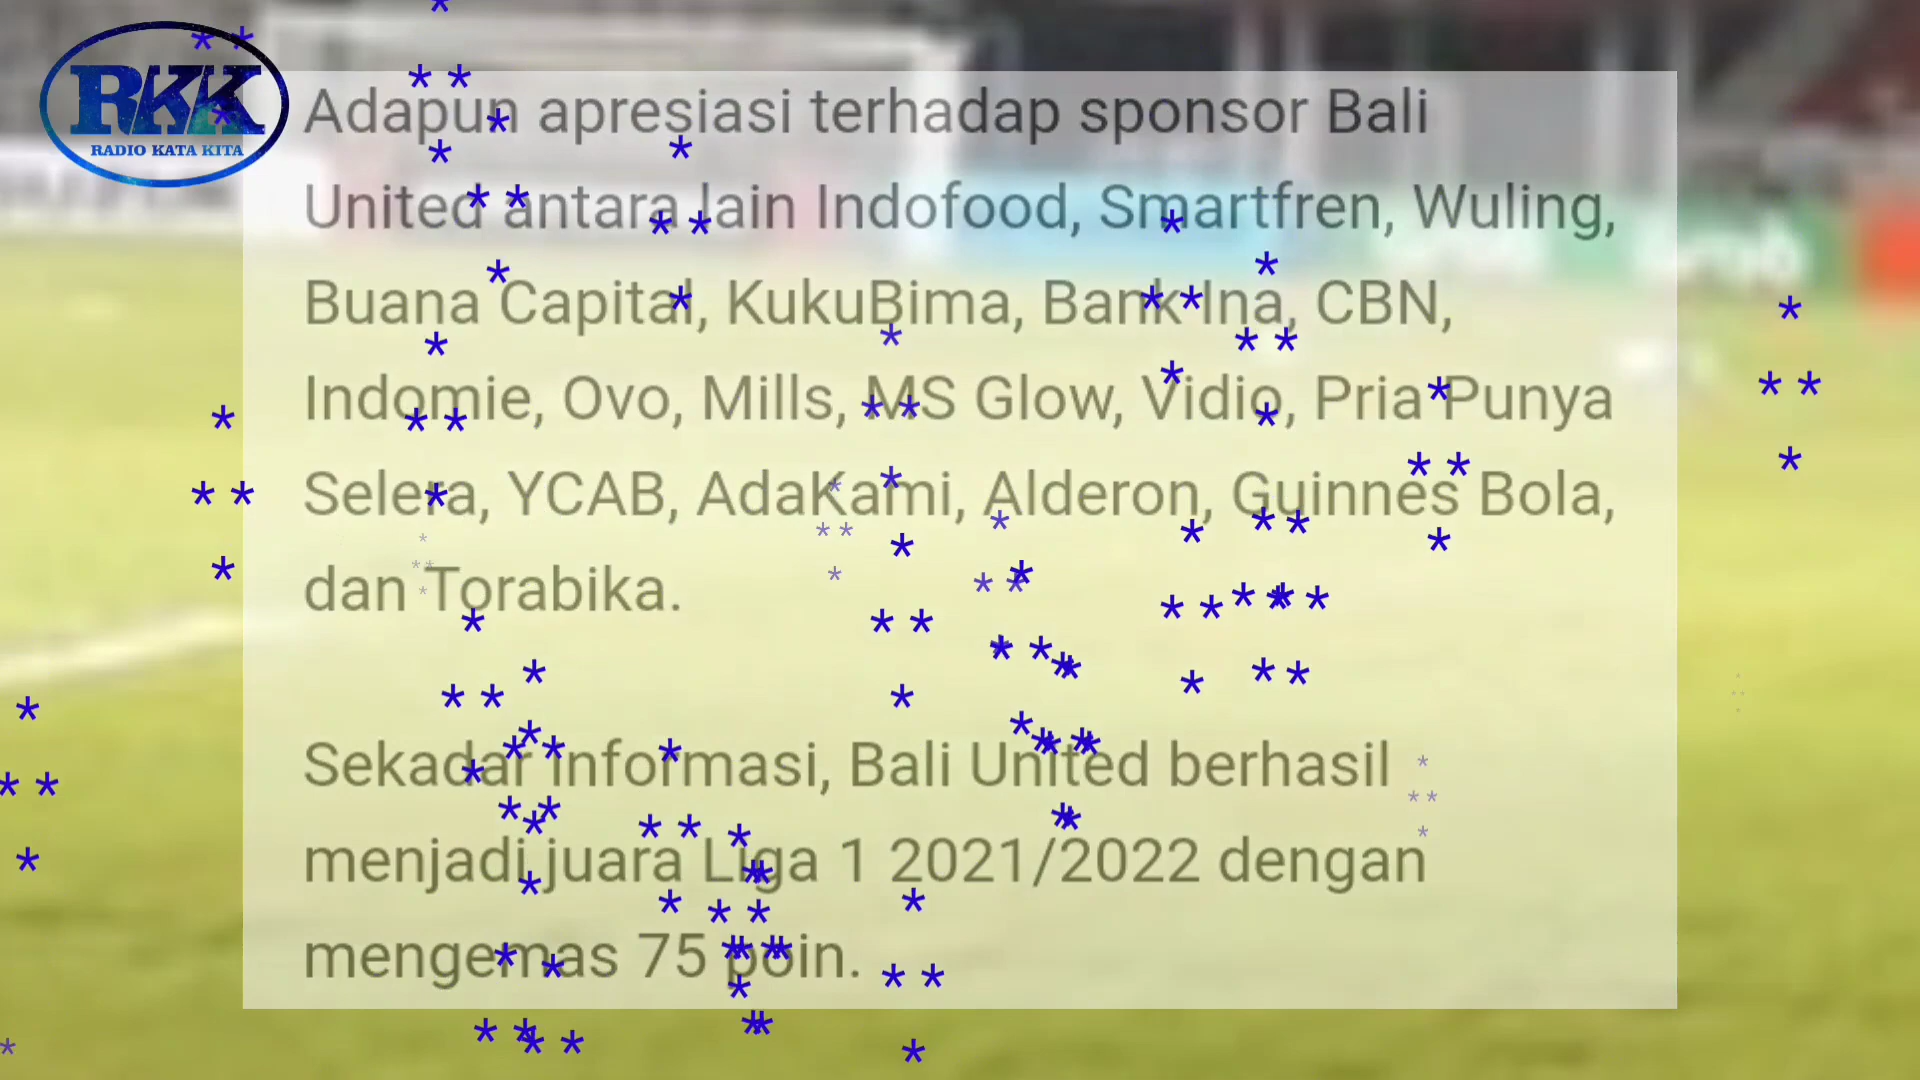 RKK
RADIO KATA KITA
Adapun apresiasi terhadap sponsor Bali
United antara lain Indofood, Smartfren, Wuling,
Buana Capital, KukuBima, Bank Ina, CBN,
Indomie, Ovo, Mills, MS Glow, Vidio, Pria Punya
Selera, YCAB, AdaKami, Alderon, Guinnes Bola,
dan Torabika.
Sekadar informasi, Bali United berhasil
menjadi juara Liga 1 2021/2022 dengan
mengemas 75 poin.